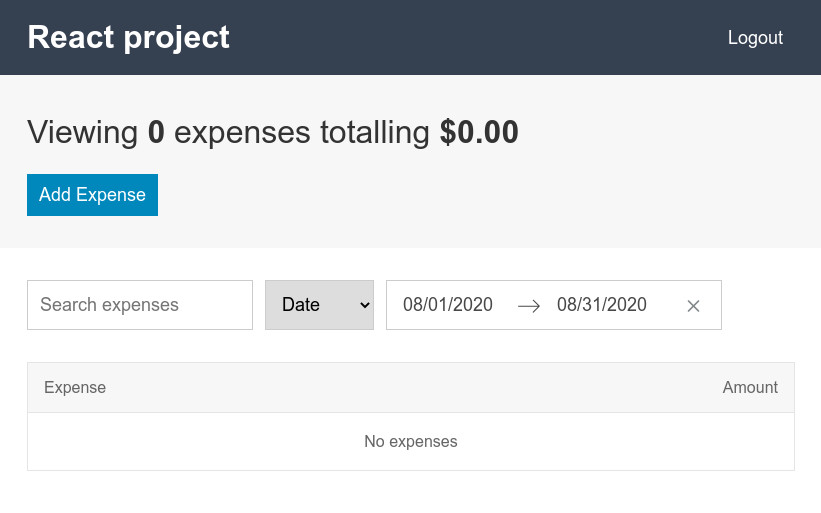 React project
Logout
Viewing 0 expenses totalling $0.00
Add Expense
Search expenses
Date
08/01/2020 → 08/31/2020 ×
Expense
Amount
No expenses